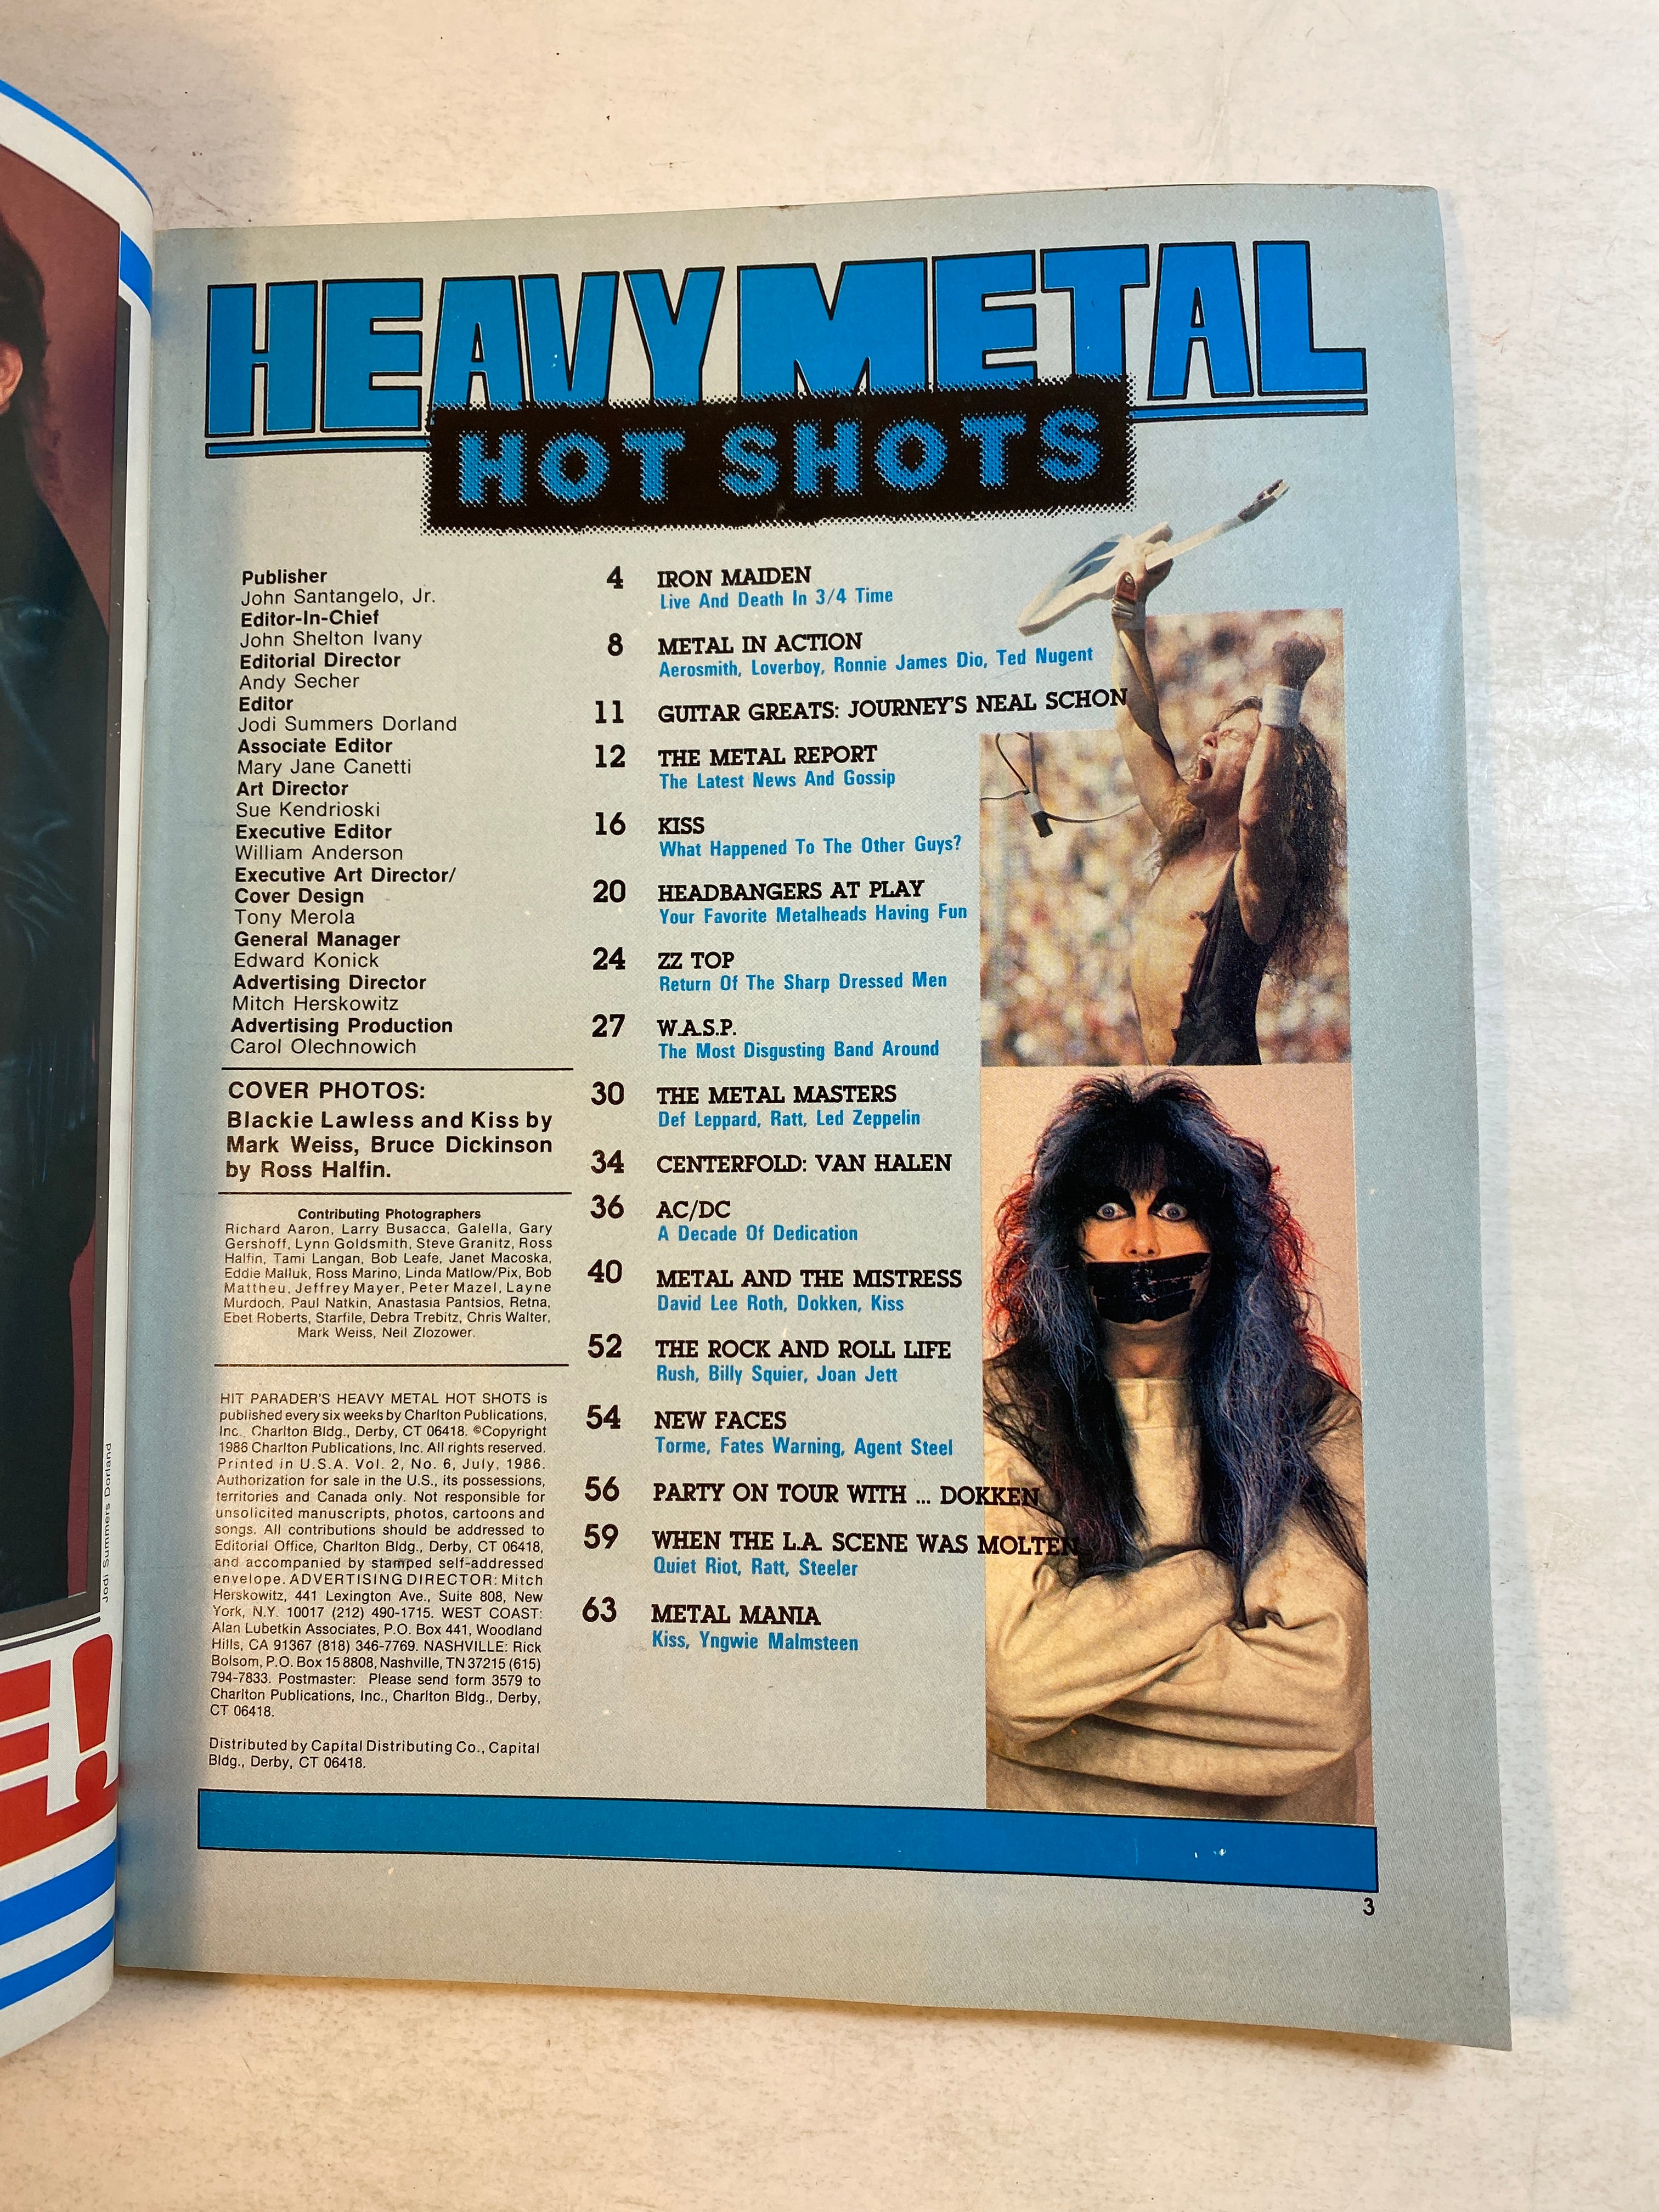 HEAVY METAL
HOT SHOTS
Publisher
John Santangelo, Jr.
Editor-In-Chief
John Shelton Ivany
Editorial Director
Andy Secher
Editor
Jodi Summers Dorland
Associate Editor
Mary Jane Canetti
Art Director
Sue Kendrioski
Executive Editor
William Anderson
Executive Art Director/
Cover Design
Tony Merola
General Manager
Edward Konick
Advertising Director
Mitch Herskowitz
Advertising Production
Carol Olechnowich
COVER PHOTOS:
Blackie Lawless and Kiss by
Mark Weiss, Bruce Dickinson
by Ross Halfin.
Contributing Photographers
Richard Aaron, Larry Busacca, Galella, Gary
Gershoff, Lynn Goldsmith, Steve Granitz, Ross
Halfin, Tami Langan, Bob Leafe, Janet Macoska,
Eddie Malluk, Ross Marino, Linda Matlow/Pix, Bob
Mattheu, Jeffrey Mayer, Peter Mazel, Layne
Murdoch, Paul Natkin, Anastasia Pantsios, Retna,
Ebet Roberts, Starfile, Debra Trebitz, Chris Walter,
Mark Weiss, Neil Zlozower.
HIT PARADER'S HEAVY METAL HOT SHOTS is
published every six weeks by Charlton Publications,
Inc., Charlton Bldg., Derby, CT 06418. ©Copyright
1986 Charlton Publications, Inc. All rights reserved.
Printed in U.S.A. Vol. 2, No. 6, July, 1986.
Authorization for sale in the U.S., its possessions,
territories and Canada only. Not responsible for
unsolicited manuscripts, photos, cartoons and
songs. All contributions should be addressed to
Editorial Office, Charlton Bldg., Derby, CT 06418,
and accompanied by stamped self-addressed
envelope. ADVERTISING DIRECTOR: Mitch
Herskowitz, 441 Lexington Ave., Suite 808, New
York, N.Y. 10017 (212) 490-1715. WEST COAST:
Alan Lubetkin Associates, P.O. Box 441, Woodland
Hills, CA 91367 (818) 346-7769. NASHVILLE: Rick
Bolsom, P.O. Box 158808, Nashville, TN 37215 (615)
794-7833. Postmaster: Please send form 3579 to
Charlton Publications, Inc., Charlton Bldg., Derby,
CT 06418.
Distributed by Capital Distributing Co., Capital
Bldg., Derby, CT 06418.
4 IRON MAIDEN
Live And Death In 3/4 Time
8 METAL IN ACTION
Aerosmith, Loverboy, Ronnie James Dio, Ted Nugent
11 GUITAR GREATS: JOURNEY'S NEAL SCHON
12 THE METAL REPORT
The Latest News And Gossip
16 KISS
What Happened To The Other Guys?
20 HEADBANGERS AT PLAY
Your Favorite Metalheads Having Fun
24 ZZ TOP
Return Of The Sharp Dressed Men
27 W.A.S.P.
The Most Disgusting Band Around
30 THE METAL MASTERS
Def Leppard, Ratt, Led Zeppelin
34 CENTERFOLD: VAN HALEN
36 AC/DC
A Decade Of Dedication
40 METAL AND THE MISTRESS
David Lee Roth, Dokken, Kiss
52 THE ROCK AND ROLL LIFE
Rush, Billy Squier, Joan Jett
54 NEW FACES
Torme, Fates Warning, Agent Steel
56 PARTY ON TOUR WITH ... DOKKEN
59 WHEN THE L.A. SCENE WAS MOLTEN
Quiet Riot, Ratt, Steeler
63 METAL MANIA
Kiss, Yngwie Malmsteen
3
Jodi Summers Dorland
E!